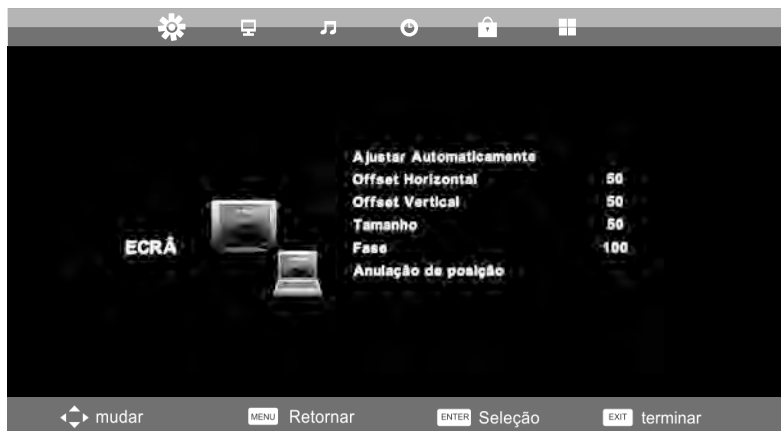 Ajustar Automaticamente
Offset Horizontal 50
Offset Vertical 50
Tamanho 50
ECRÃ
Fase 100
Anulação de posição
mudar MENU Retornar ENTER Seleção EXIT terminar